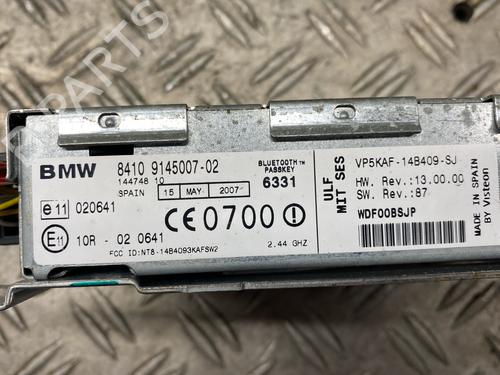 B-PARTS
BMW 8410 9145007-02
144748 10
SPAIN 15 MAY 2007
BLUETOOTH™
PASSKEY
6331
e11 020641
CE0700!
E11 10R - 02 0641
2.44 GHZ
FCC ID:NT8-14B4093KAFSW2
ULF
MIT SES
VP5KAF-14B409-SJ
HW. Rev.:13.00.00
SW. Rev.:87
WDF00BSJP
MADE IN SPAIN
By Visteon